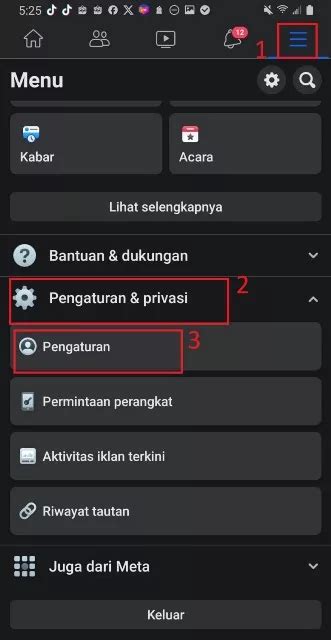 5:25
12
1
Menu
Kabar
Acara
Lihat selengkapnya
Bantuan & dukungan
2
Pengaturan & privasi
3
Pengaturan
Permintaan perangkat
Aktivitas iklan terkini
Riwayat tautan
Juga dari Meta
Keluar